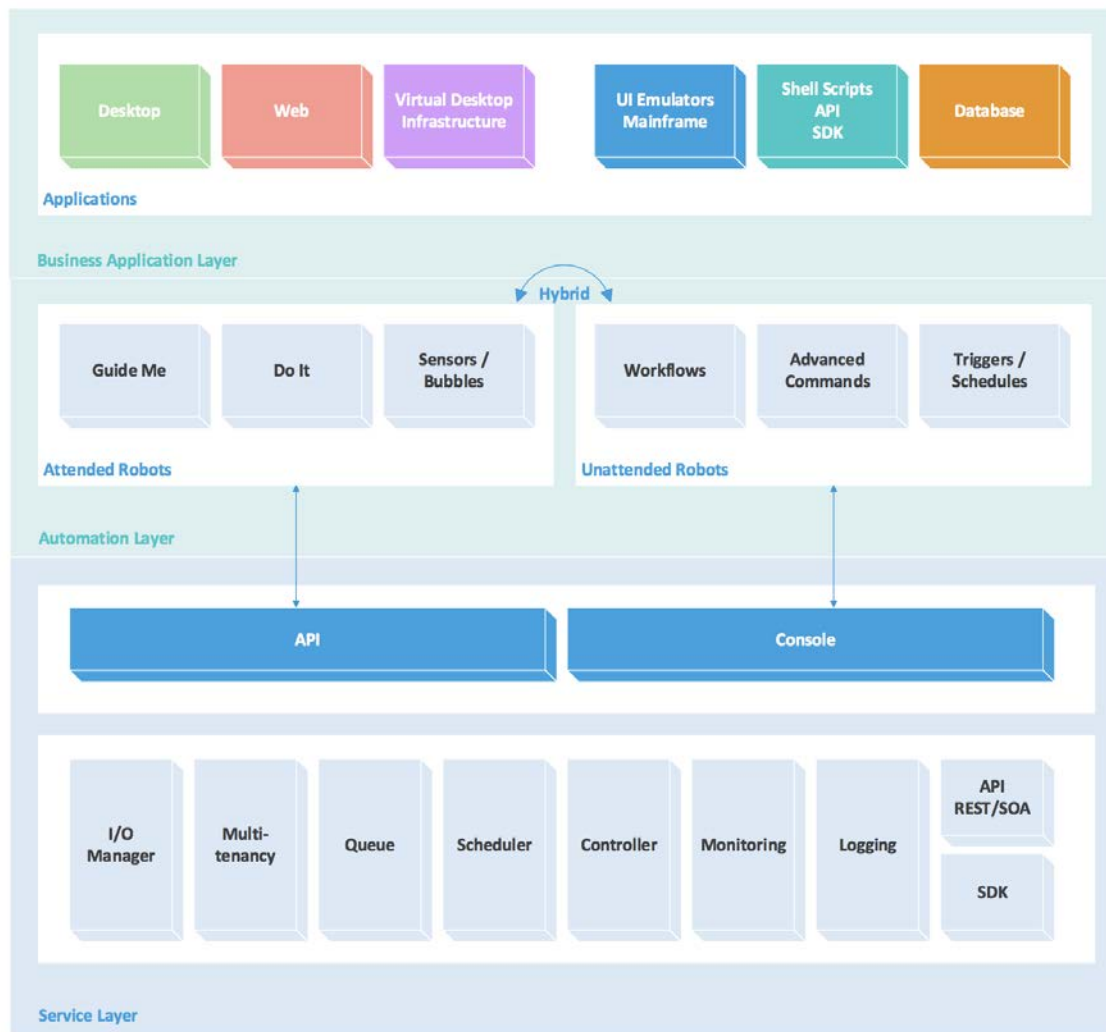 Desktop
Web
Virtual Desktop
Infrastructure
UI Emulators
Mainframe
Shell Scripts
API
SDK
Database
Applications
Business Application Layer
Hybrid
Guide Me
Do It
Sensors /
Bubbles
Workflows
Advanced
Commands
Triggers /
Schedules
Attended Robots
Unattended Robots
Automation Layer
API
Console
I/O
Manager
Multi-
tenancy
Queue
Scheduler
Controller
Monitoring
Logging
API
REST/SOA
SDK
Service Layer